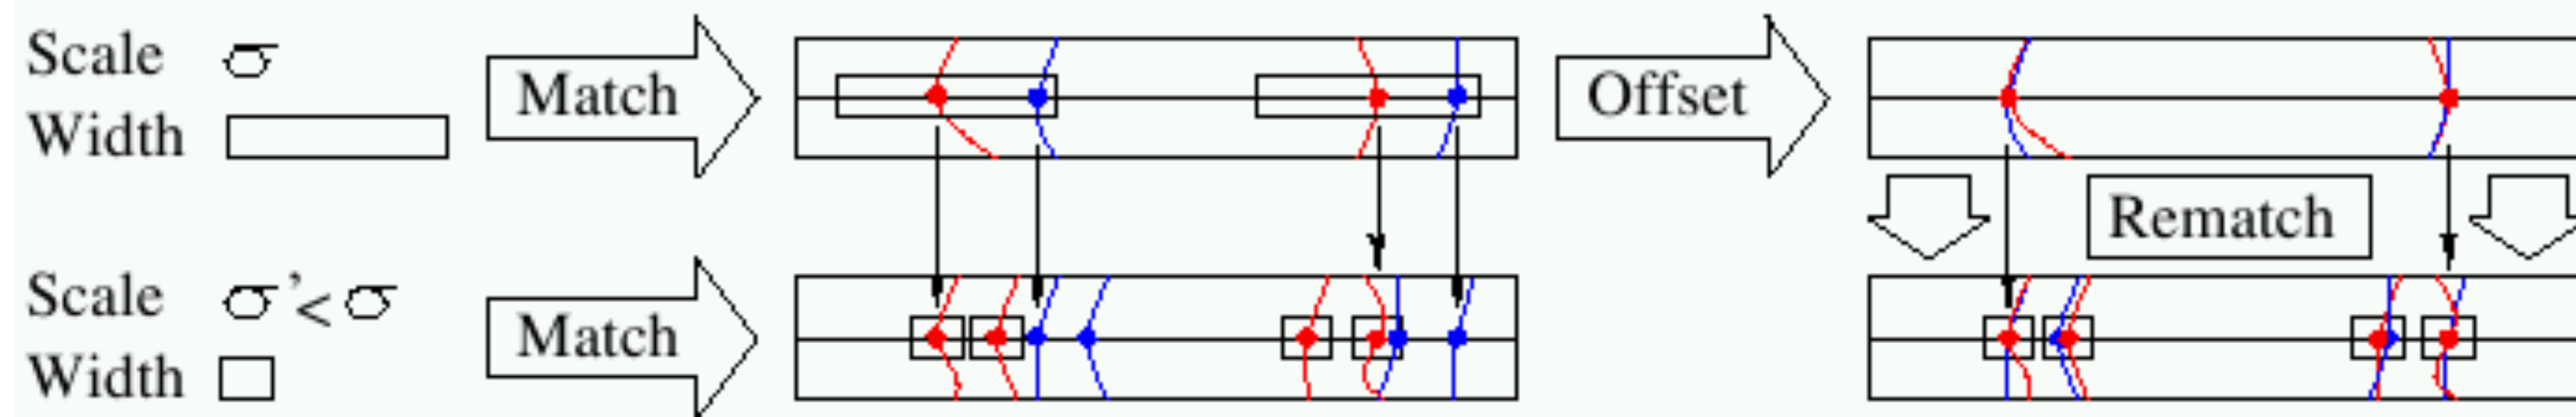 Scale σ
Match
Offset
Width
Rematch
Scale σ'< σ
Match
Width